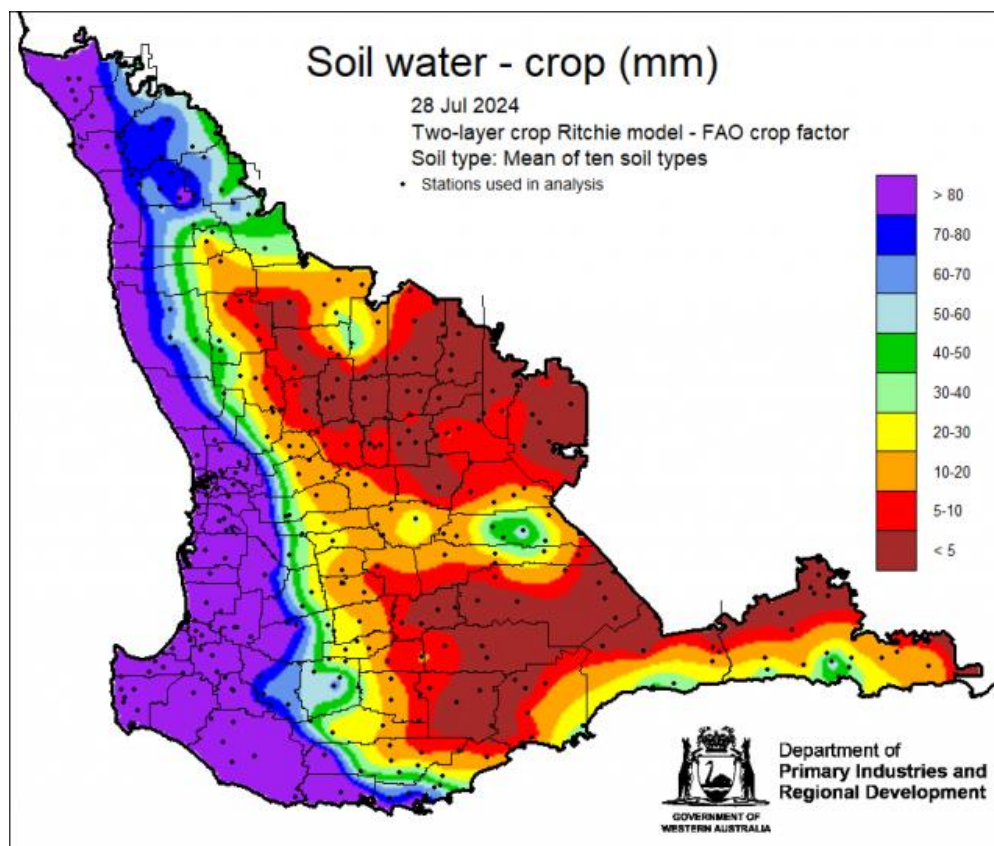 Soil water - crop (mm)
28 Jul 2024
Two-layer crop Ritchie model - FAO crop factor
Soil type: Mean of ten soil types
• Stations used in analysis
> 80
70-80
60-70
50-60
40-50
30-40
20-30
10-20
5-10
< 5
Department of
Primary Industries and
Regional Development
GOVERNMENT OF
WESTERN AUSTRALIA